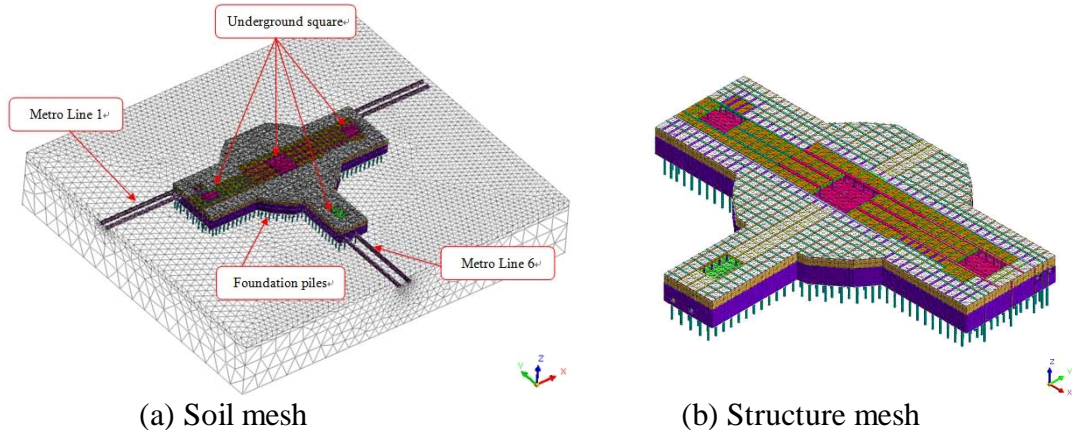 Underground square
Metro Line 1
Metro Line 6
Foundation piles
Z
Y
X
Z
Y
X
(a) Soil mesh
(b) Structure mesh